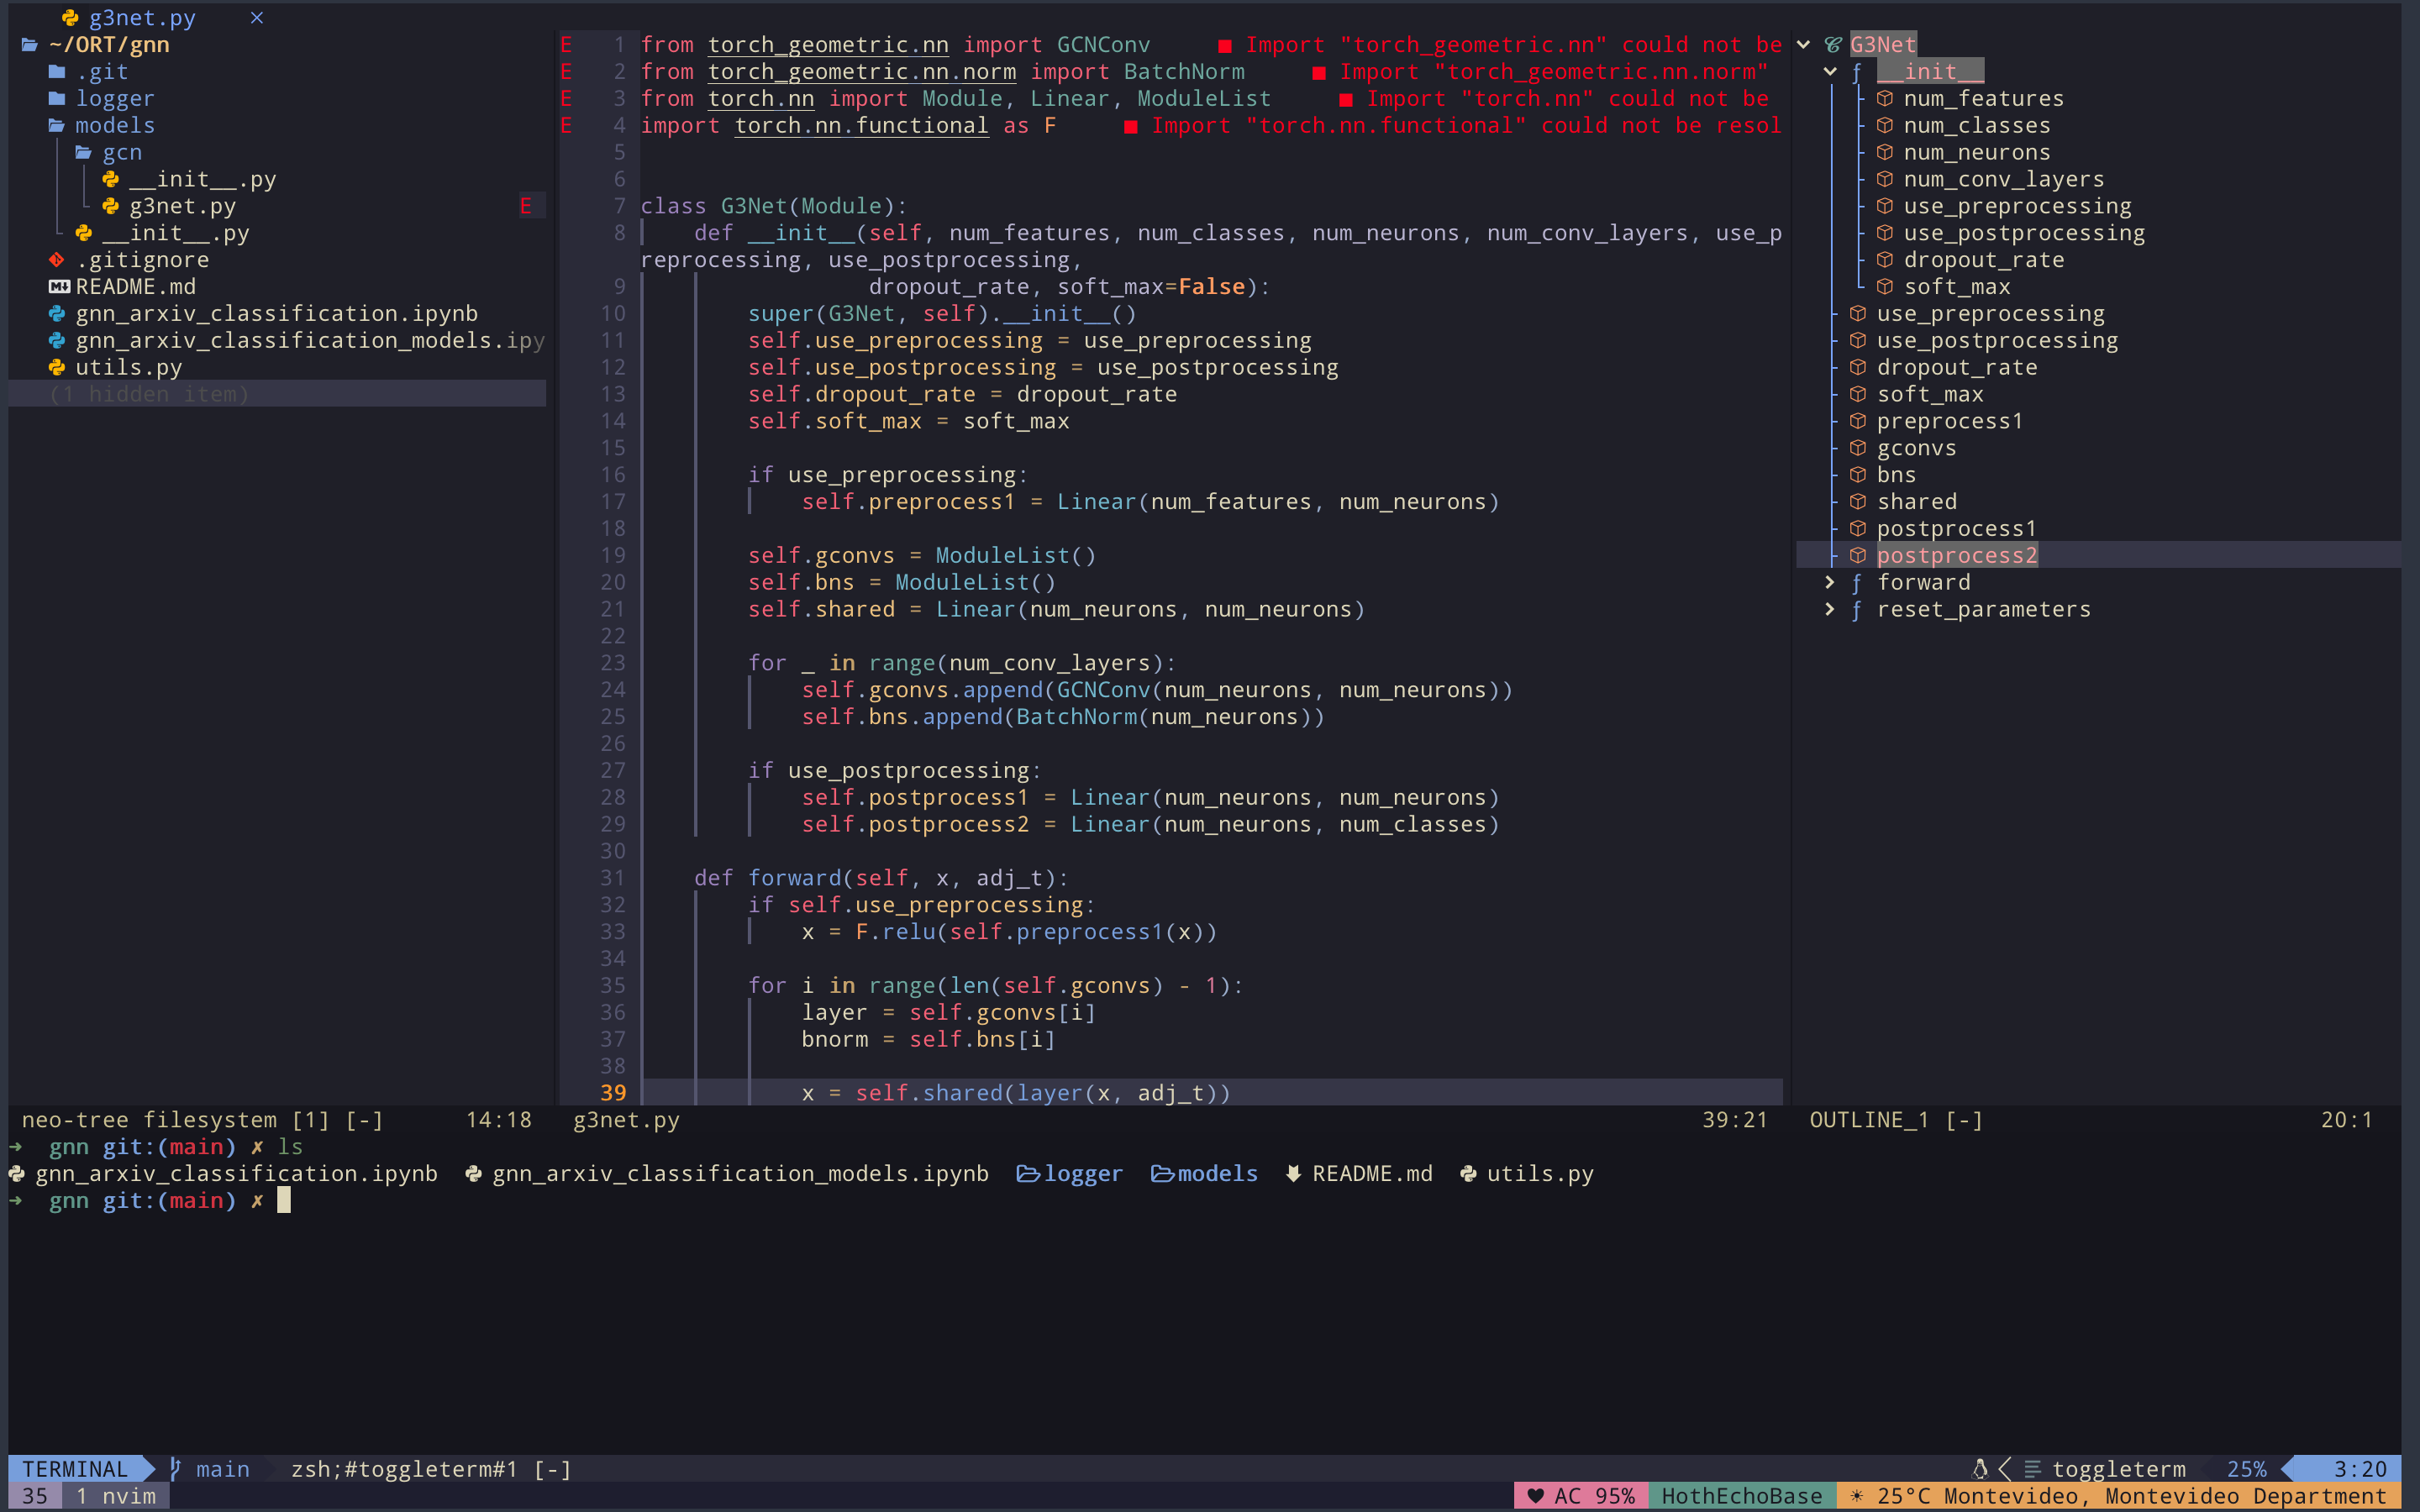 g3net.py ×
~/ORT/gnn
.git
logger
models
gcn
__init__.py
g3net.py E
__init__.py
.gitignore
README.md
gnn_arxiv_classification.ipynb
gnn_arxiv_classification_models.ipy
utils.py
(1 hidden item)
neo-tree filesystem [1] [-] 14:18
E 1 from torch_geometric.nn import GCNConv ■ Import "torch_geometric.nn" could not be
E 2 from torch_geometric.nn.norm import BatchNorm ■ Import "torch_geometric.nn.norm"
E 3 from torch.nn import Module, Linear, ModuleList ■ Import "torch.nn" could not be
E 4 import torch.nn.functional as F ■ Import "torch.nn.functional" could not be resol
5
6
7 class G3Net(Module):
8 def __init__(self, num_features, num_classes, num_neurons, num_conv_layers, use_p
reprocessing, use_postprocessing,
9 dropout_rate, soft_max=False):
10 super(G3Net, self).__init__()
11 self.use_preprocessing = use_preprocessing
12 self.use_postprocessing = use_postprocessing
13 self.dropout_rate = dropout_rate
14 self.soft_max = soft_max
15
16 if use_preprocessing:
17 self.preprocess1 = Linear(num_features, num_neurons)
18
19 self.gconvs = ModuleList()
20 self.bns = ModuleList()
21 self.shared = Linear(num_neurons, num_neurons)
22
23 for _ in range(num_conv_layers):
24 self.gconvs.append(GCNConv(num_neurons, num_neurons))
25 self.bns.append(BatchNorm(num_neurons))
26
27 if use_postprocessing:
28 self.postprocess1 = Linear(num_neurons, num_neurons)
29 self.postprocess2 = Linear(num_neurons, num_classes)
30
31 def forward(self, x, adj_t):
32 if self.use_preprocessing:
33 x = F.relu(self.preprocess1(x))
34
35 for i in range(len(self.gconvs) - 1):
36 layer = self.gconvs[i]
37 bnorm = self.bns[i]
38
39 x = self.shared(layer(x, adj_t))
g3net.py 39:21
G3Net
ƒ __init__
num_features
num_classes
num_neurons
num_conv_layers
use_preprocessing
use_postprocessing
dropout_rate
soft_max
use_preprocessing
use_postprocessing
dropout_rate
soft_max
preprocess1
gconvs
bns
shared
postprocess1
postprocess2
ƒ forward
ƒ reset_parameters
OUTLINE_1 [-] 20:1
➜ gnn git:(main) ✗ ls
gnn_arxiv_classification.ipynb gnn_arxiv_classification_models.ipynb logger models README.md utils.py
➜ gnn git:(main) ✗
TERMINAL main zsh;#toggleterm#1 [-] toggleterm 25% 3:20
35 1 nvim ♥ AC 95% HothEchoBase ☀ 25°C Montevideo, Montevideo Department